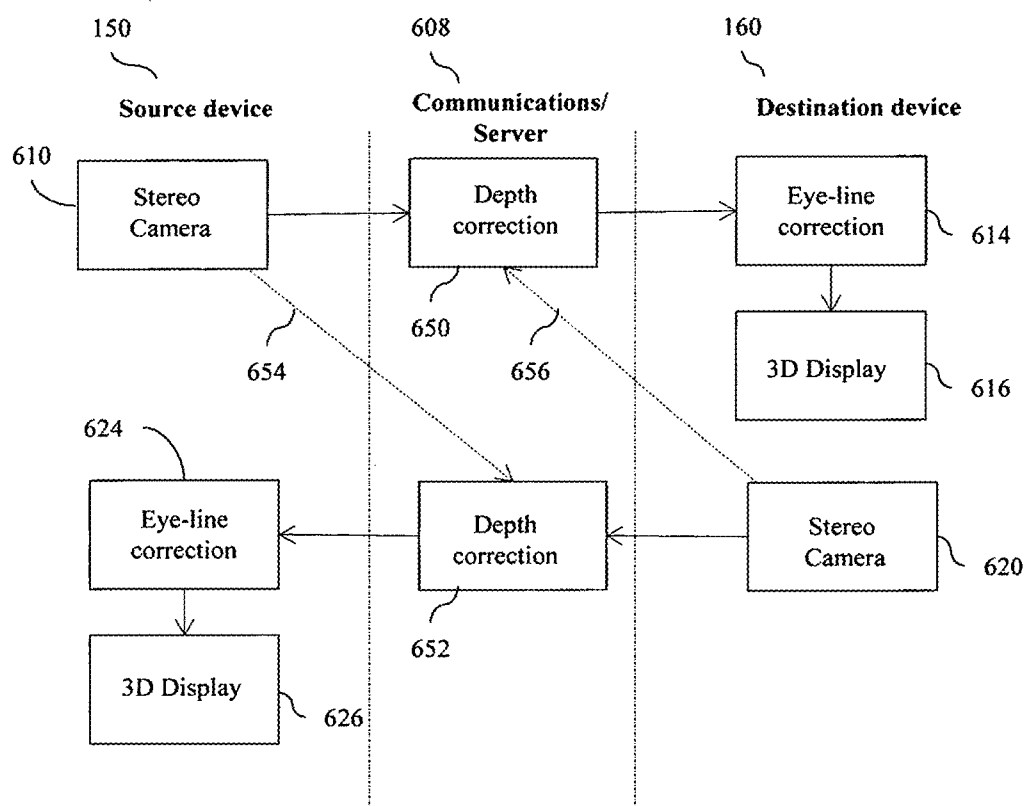 150
608
160
Source device
Communications/
Server
Destination device
610
Stereo
Camera
Depth
correction
Eye-line
correction
614
650
654
656
3D Display
616
624
Eye-line
correction
Depth
correction
Stereo
Camera
620
652
3D Display
626